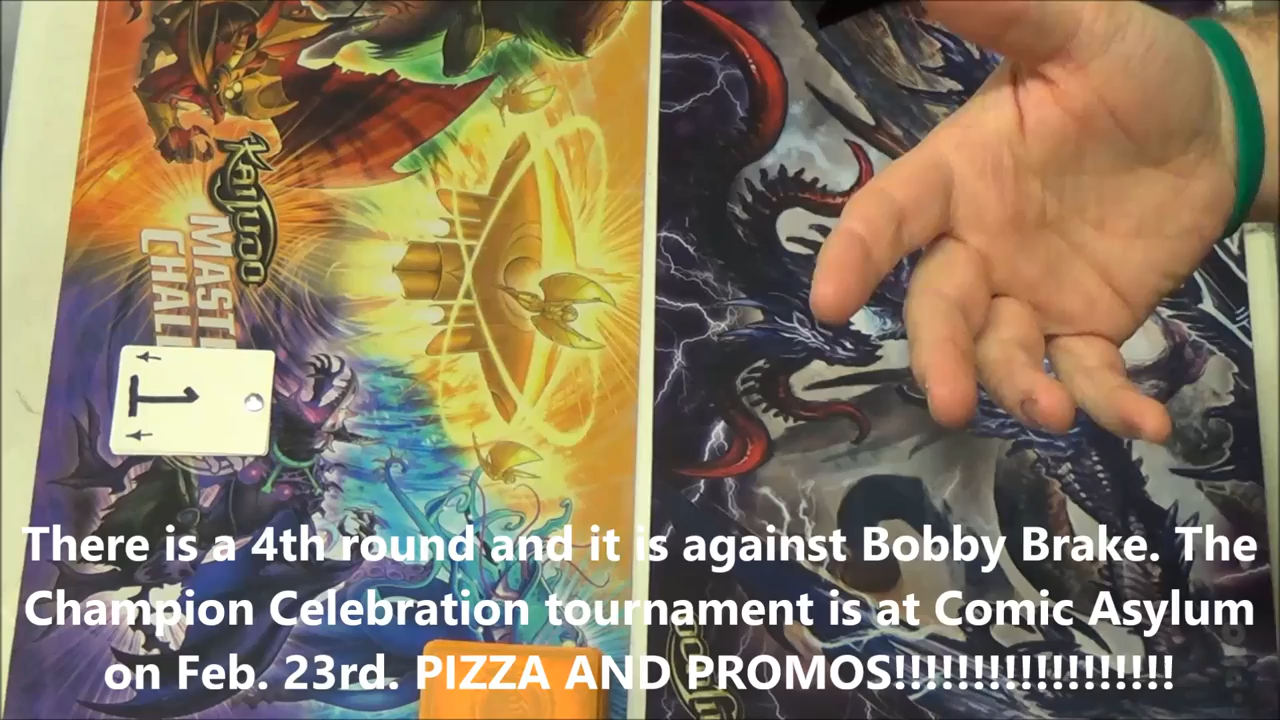 KAIJUDO
MAST
CHAL
1
There is a 4th round and it is against Bobby Brake. The
Champion Celebration tournament is at Comic Asylum
on Feb. 23rd. PIZZA AND PROMOS!!!!!!!!!!!!!!!!!!